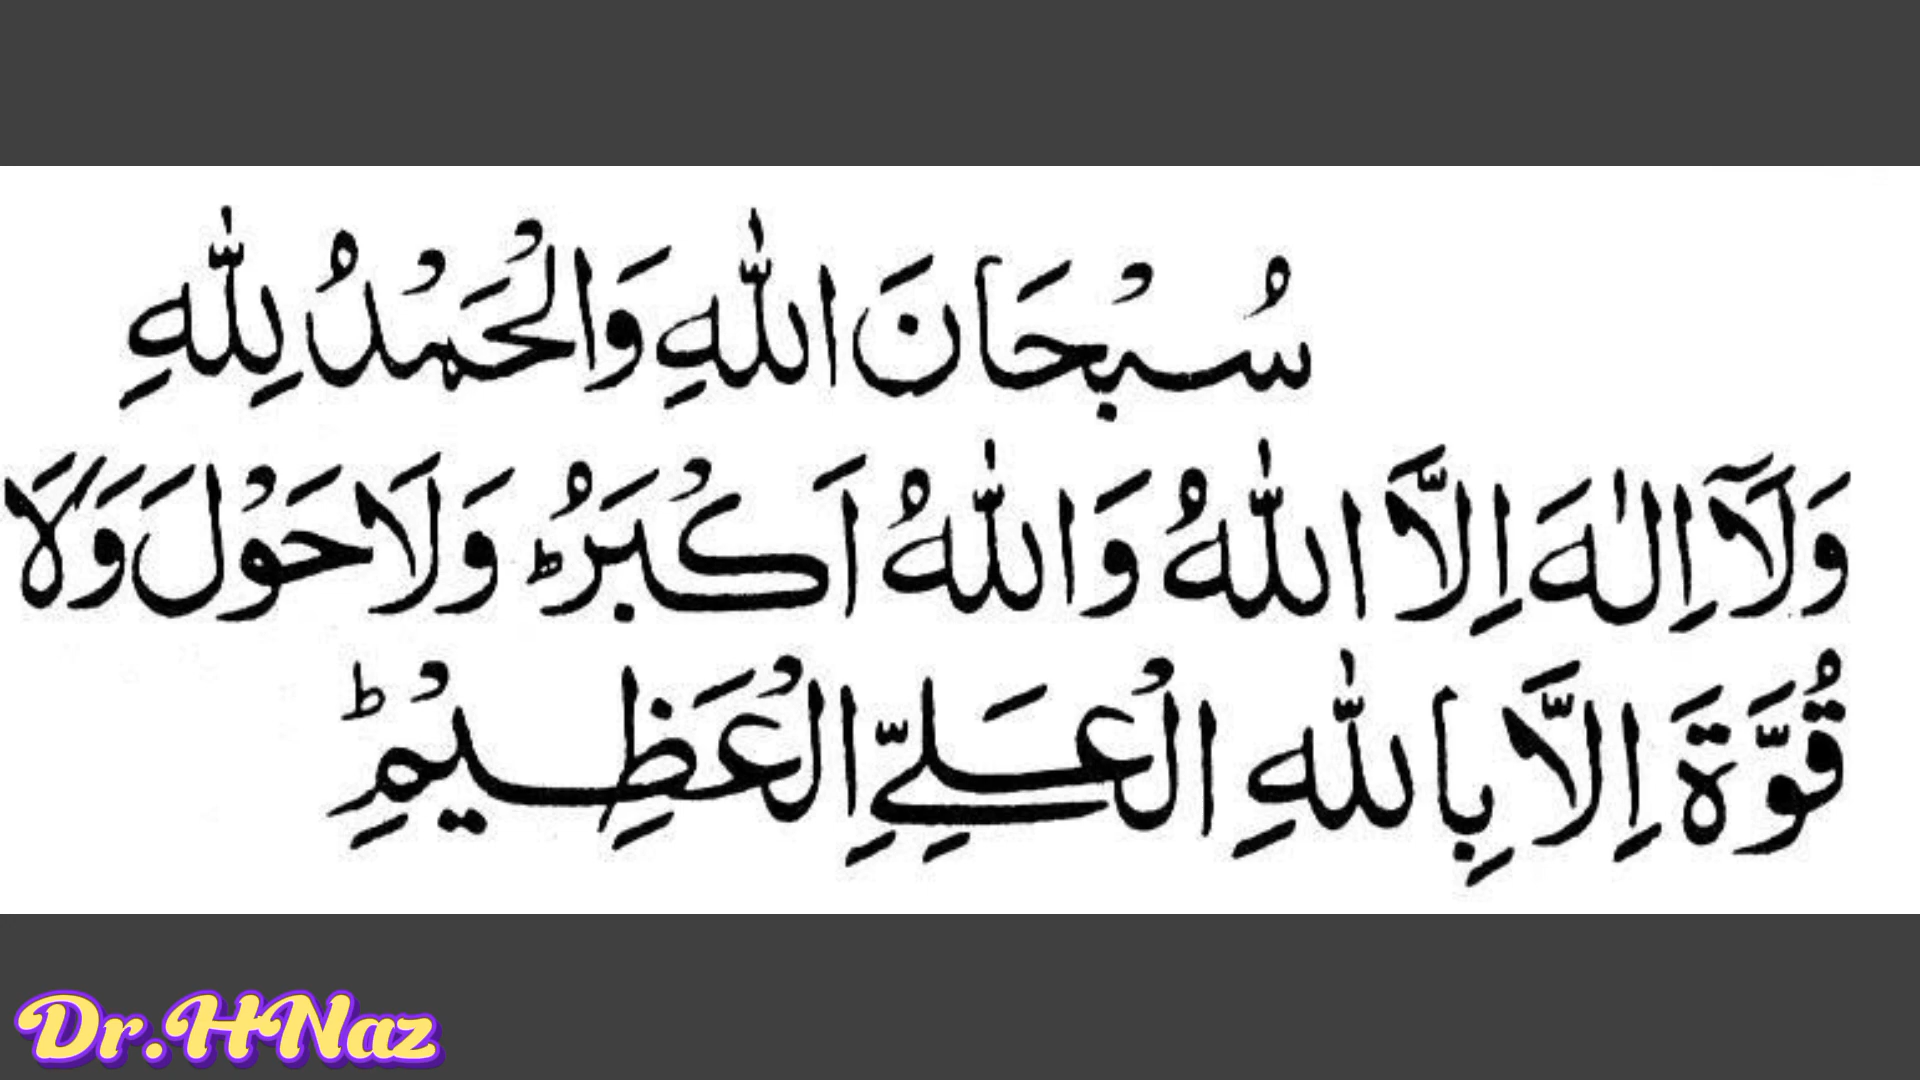 سُبْحَانَ اللّٰهِ وَالْحَمْدُ لِلّٰهِ
وَلَآ اِلٰهَ اِلَّا اللّٰهُ وَاللّٰهُ اَكْبَرُؕ وَلَا حَوْلَ وَلَا
قُوَّةَ اِلَّا بِاللّٰهِ الْعَلِيِّ الْعَظِيْمِؕ
Dr.HNaz